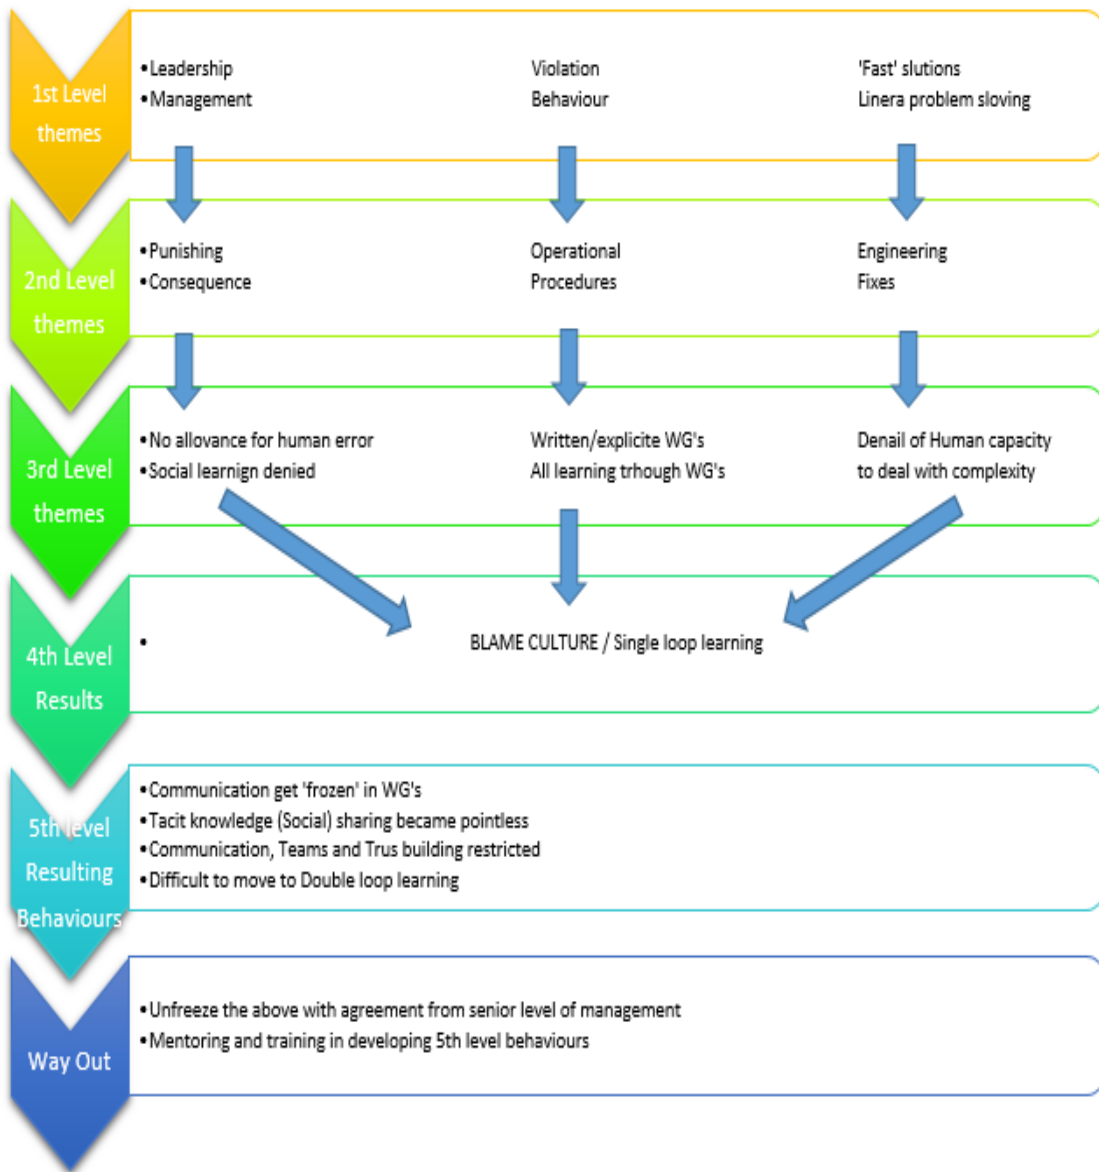 1st Level
themes
•Leadership
•Management
Violation
Behaviour
'Fast' slutions
Linera problem sloving
2nd Level
themes
•Punishing
•Consequence
Operational
Procedures
Engineering
Fixes
3rd Level
themes
•No allovance for human error
•Social learnign denied
Written/explicite WG's
All learning trhough WG's
Denail of Human capacity
to deal with complexity
4th Level
Results
•
BLAME CULTURE / Single loop learning
5th level
Resulting
Behaviours
•Communication get 'frozen' in WG's
•Tacit knowledge (Social) sharing became pointless
•Communication, Teams and Trus building restricted
•Difficult to move to Double loop learning
Way Out
•Unfreeze the above with agreement from senior level of management
•Mentoring and training in developing 5th level behaviours